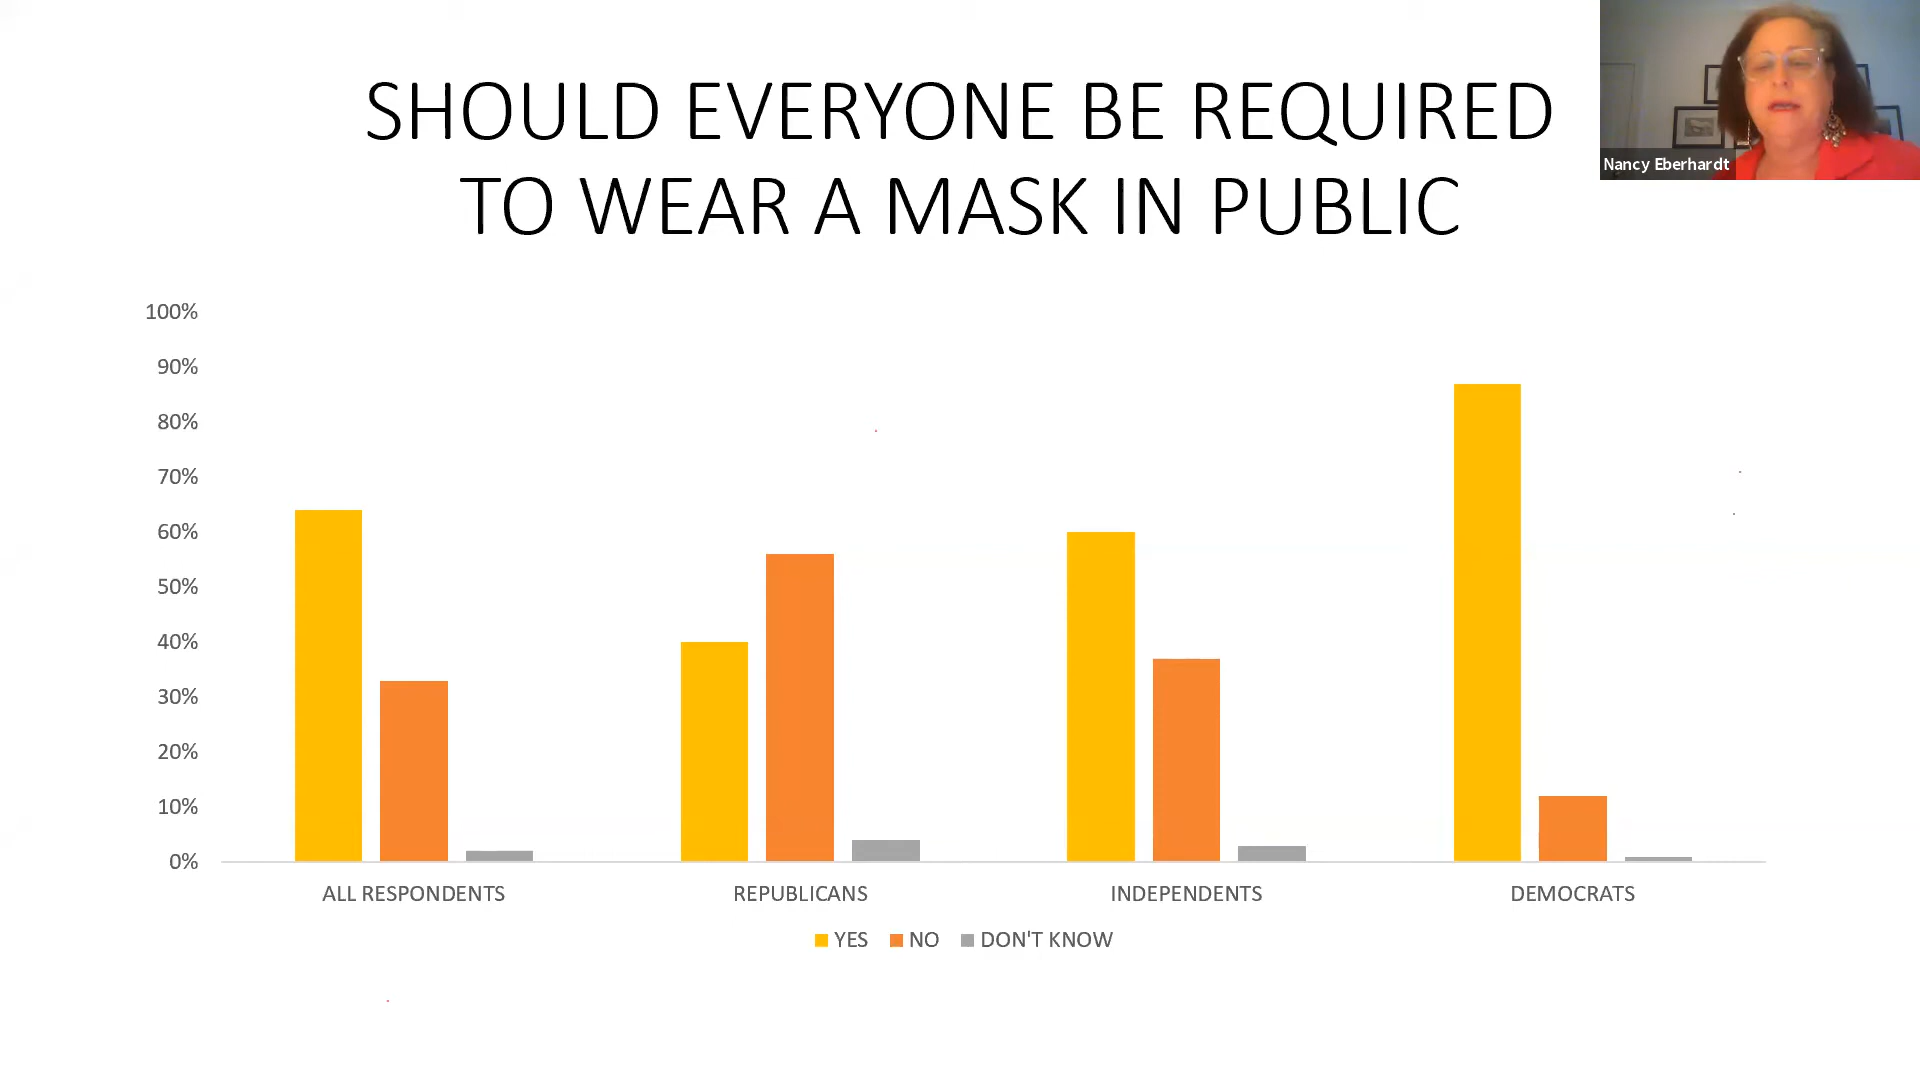 SHOULD EVERYONE BE REQUIRED
TO WEAR A MASK IN PUBLIC
Nancy Eberhardt
100%
90%
80%
70%
60%
50%
40%
30%
20%
10%
0%
ALL RESPONDENTS
REPUBLICANS
INDEPENDENTS
DEMOCRATS
YES
NO
DON'T KNOW